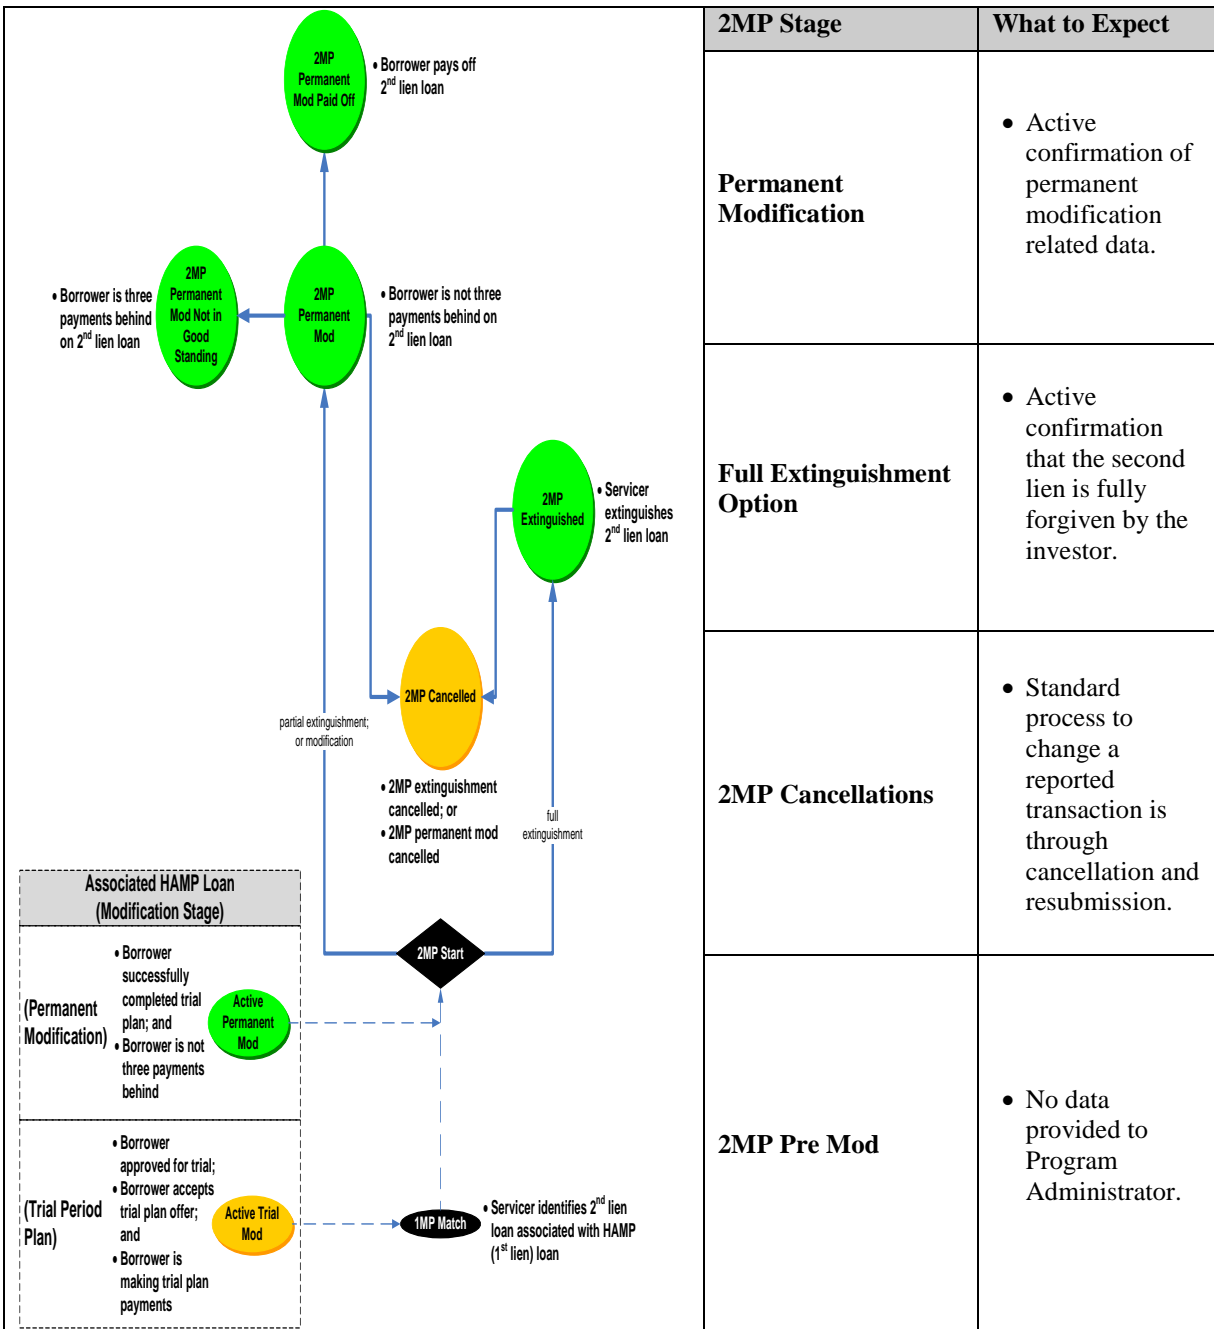 2MP
Permanent
Mod Paid Off
• Borrower pays off
2nd lien loan
2MP
Permanent
Mod Not in
Good
Standing
• Borrower is three
payments behind
on 2nd lien loan
2MP
Permanent
Mod
• Borrower is not three
payments behind on
2nd lien loan
2MP
Extinguished
• Servicer
extinguishes
2nd lien loan
2MP Cancelled
• 2MP extinguishment
cancelled; or
• 2MP permanent mod
cancelled
partial extinguishment;
or modification
full
extinguishment
2MP Start
Associated HAMP Loan
(Modification Stage)
(Permanent
Modification)
• Borrower
successfully
completed trial
plan; and
• Borrower is not
three payments
behind
Active
Permanent
Mod
(Trial Period
Plan)
• Borrower
approved for trial;
• Borrower accepts
trial plan offer;
and
• Borrower is
making trial plan
payments
Active Trial
Mod
1MP Match
• Servicer identifies 2nd lien
loan associated with HAMP
(1st lien) loan
2MP Stage
What to Expect
Permanent
Modification
• Active
confirmation of
permanent
modification
related data.
Full Extinguishment
Option
• Active
confirmation
that the second
lien is fully
forgiven by the
investor.
2MP Cancellations
• Standard
process to
change a
reported
transaction is
through
cancellation and
resubmission.
2MP Pre Mod
• No data
provided to
Program
Administrator.